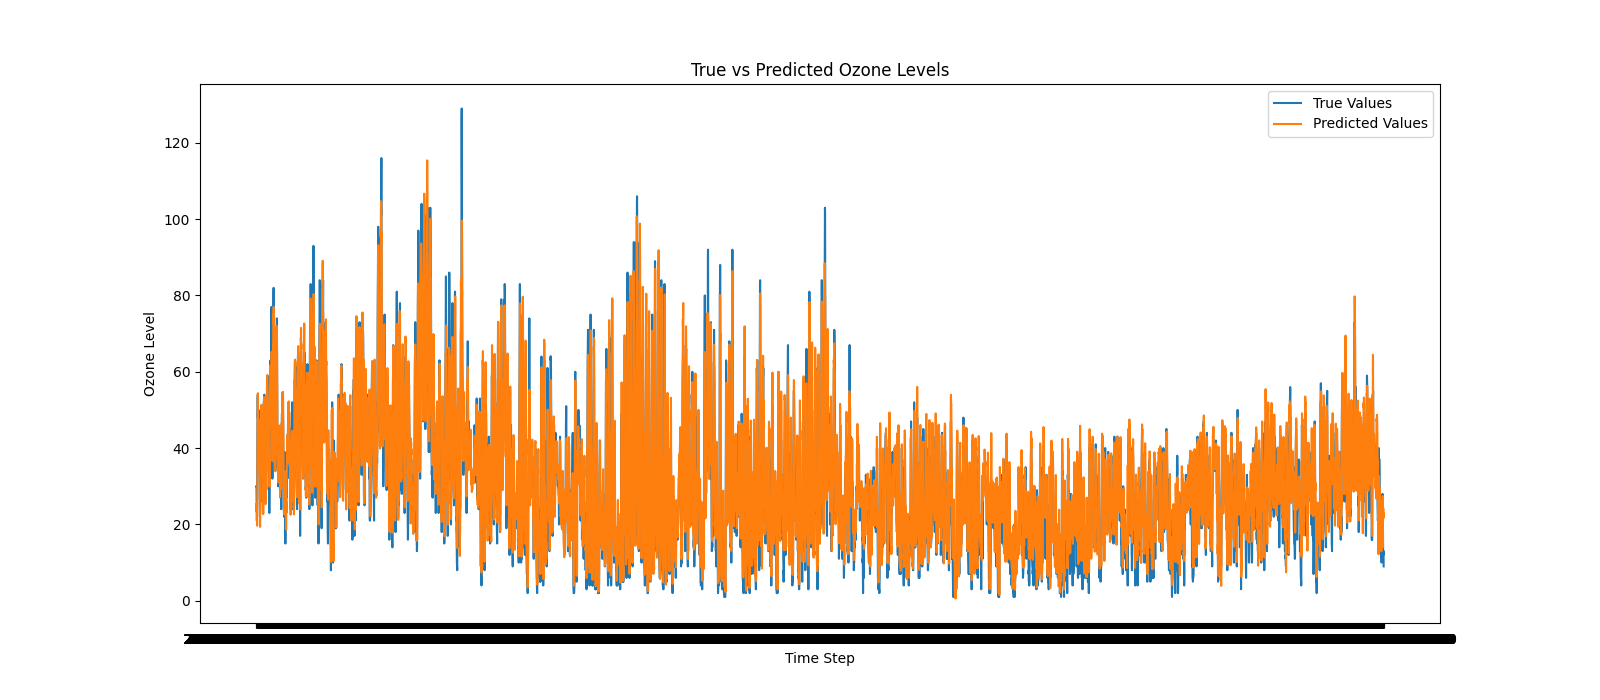 True vs Predicted Ozone Levels
True Values
Predicted Values
120
100
80
60
40
20
0
Ozone Level
Time Step